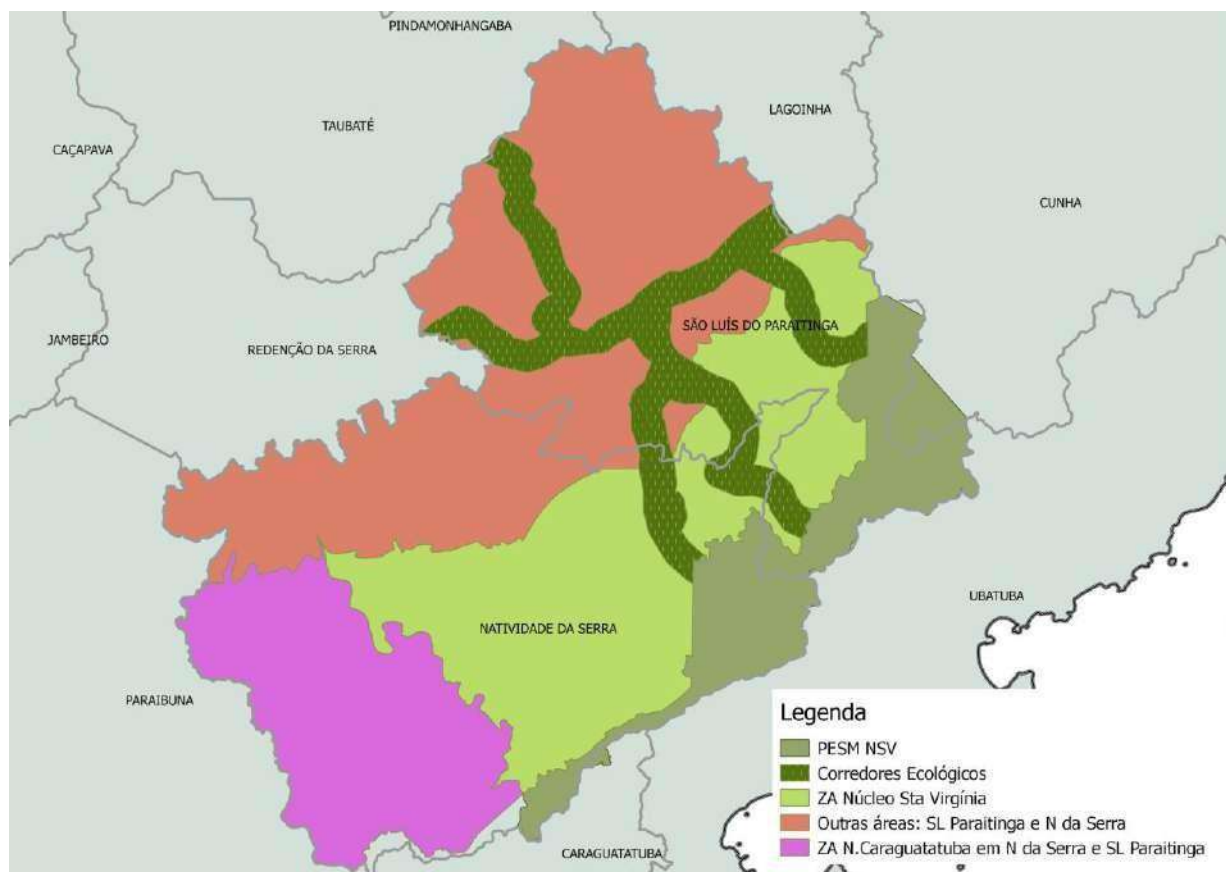 PINDAMONHANGABA
LAGOINHA
TAUBATÉ
CAÇAPAVA
CUNHA
SÃO LUÍS DO PARAITINGA
JAMBEIRO
REDENÇÃO DA SERRA
UBATUBA
NATIVIDADE DA SERRA
PARAIBUNA
CARAGUATATUBA
Legenda
PESM NSV
Corredores Ecológicos
ZA Núcleo Sta Virgínia
Outras áreas: SL Paraitinga e N da Serra
ZA N.Caraguatatuba em N da Serra e SL Paraitinga